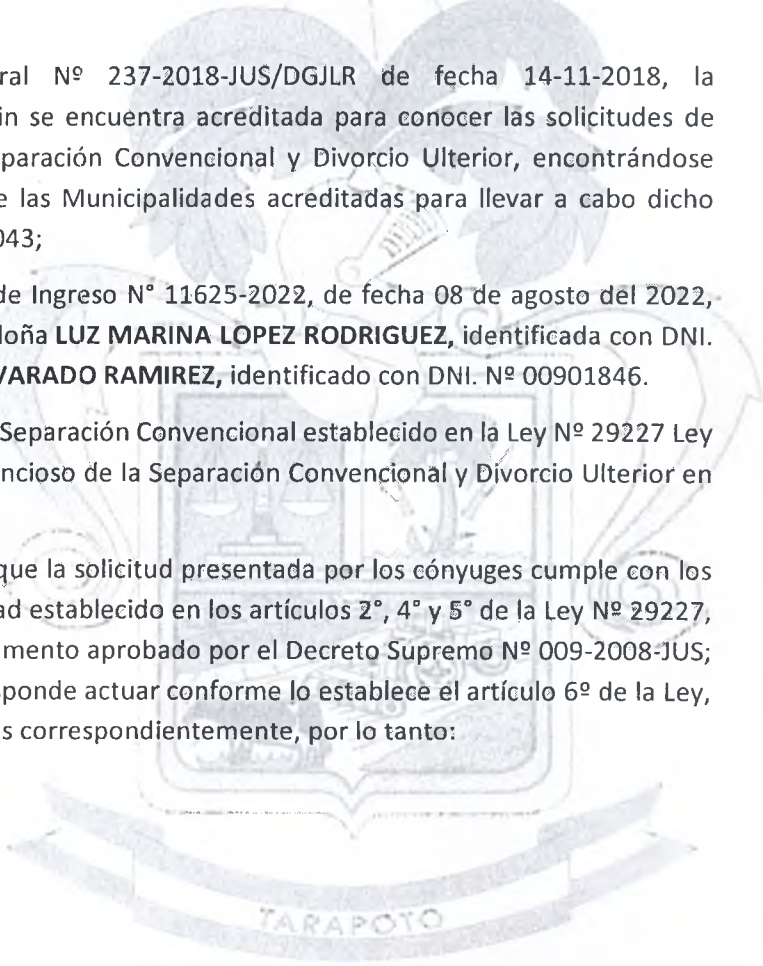 ral Nº 237-2018-JUS/DGJLR de fecha 14-11-2018, la
in se encuentra acreditada para conocer las solicitudes de
paración Convencional y Divorcio Ulterior, encontrándose
e las Municipalidades acreditadas para llevar a cabo dicho
043;
de Ingreso N° 11625-2022, de fecha 08 de agosto del 2022,
doña LUZ MARINA LOPEZ RODRIGUEZ, identificada con DNI.
VARADO RAMIREZ, identificado con DNI. Nº 00901846.
Separación Convencional establecido en la Ley Nº 29227 Ley
ncioso de la Separación Convencional y Divorcio Ulterior en
que la solicitud presentada por los cónyuges cumple con los
ad establecido en los artículos 2°, 4° y 5° de la Ley Nº 29227,
amento aprobado por el Decreto Supremo Nº 009-2008-JUS;
sponde actuar conforme lo establece el artículo 6º de la Ley,
s correspondientemente, por lo tanto:
TARAPOTO